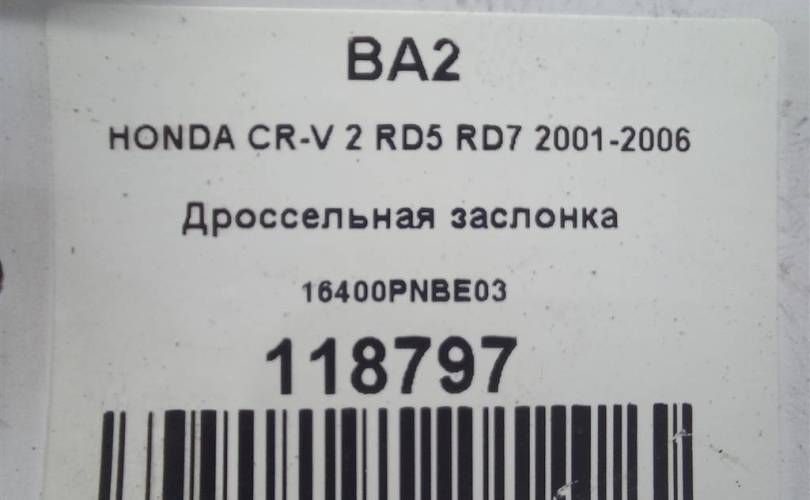 BA2
HONDA CR-V 2 RD5 RD7 2001-2006
Дроссельная заслонка
16400PNBE03
118797